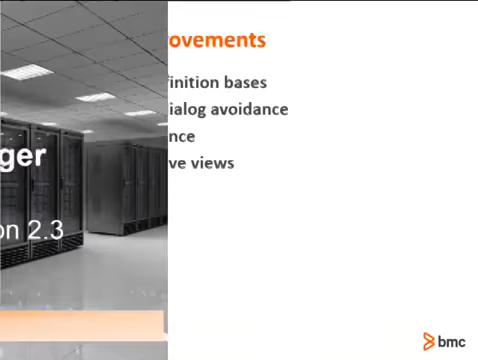 ovements
finition bases
ialog avoidance
nce
ve views
ger
on 2.3
bmc